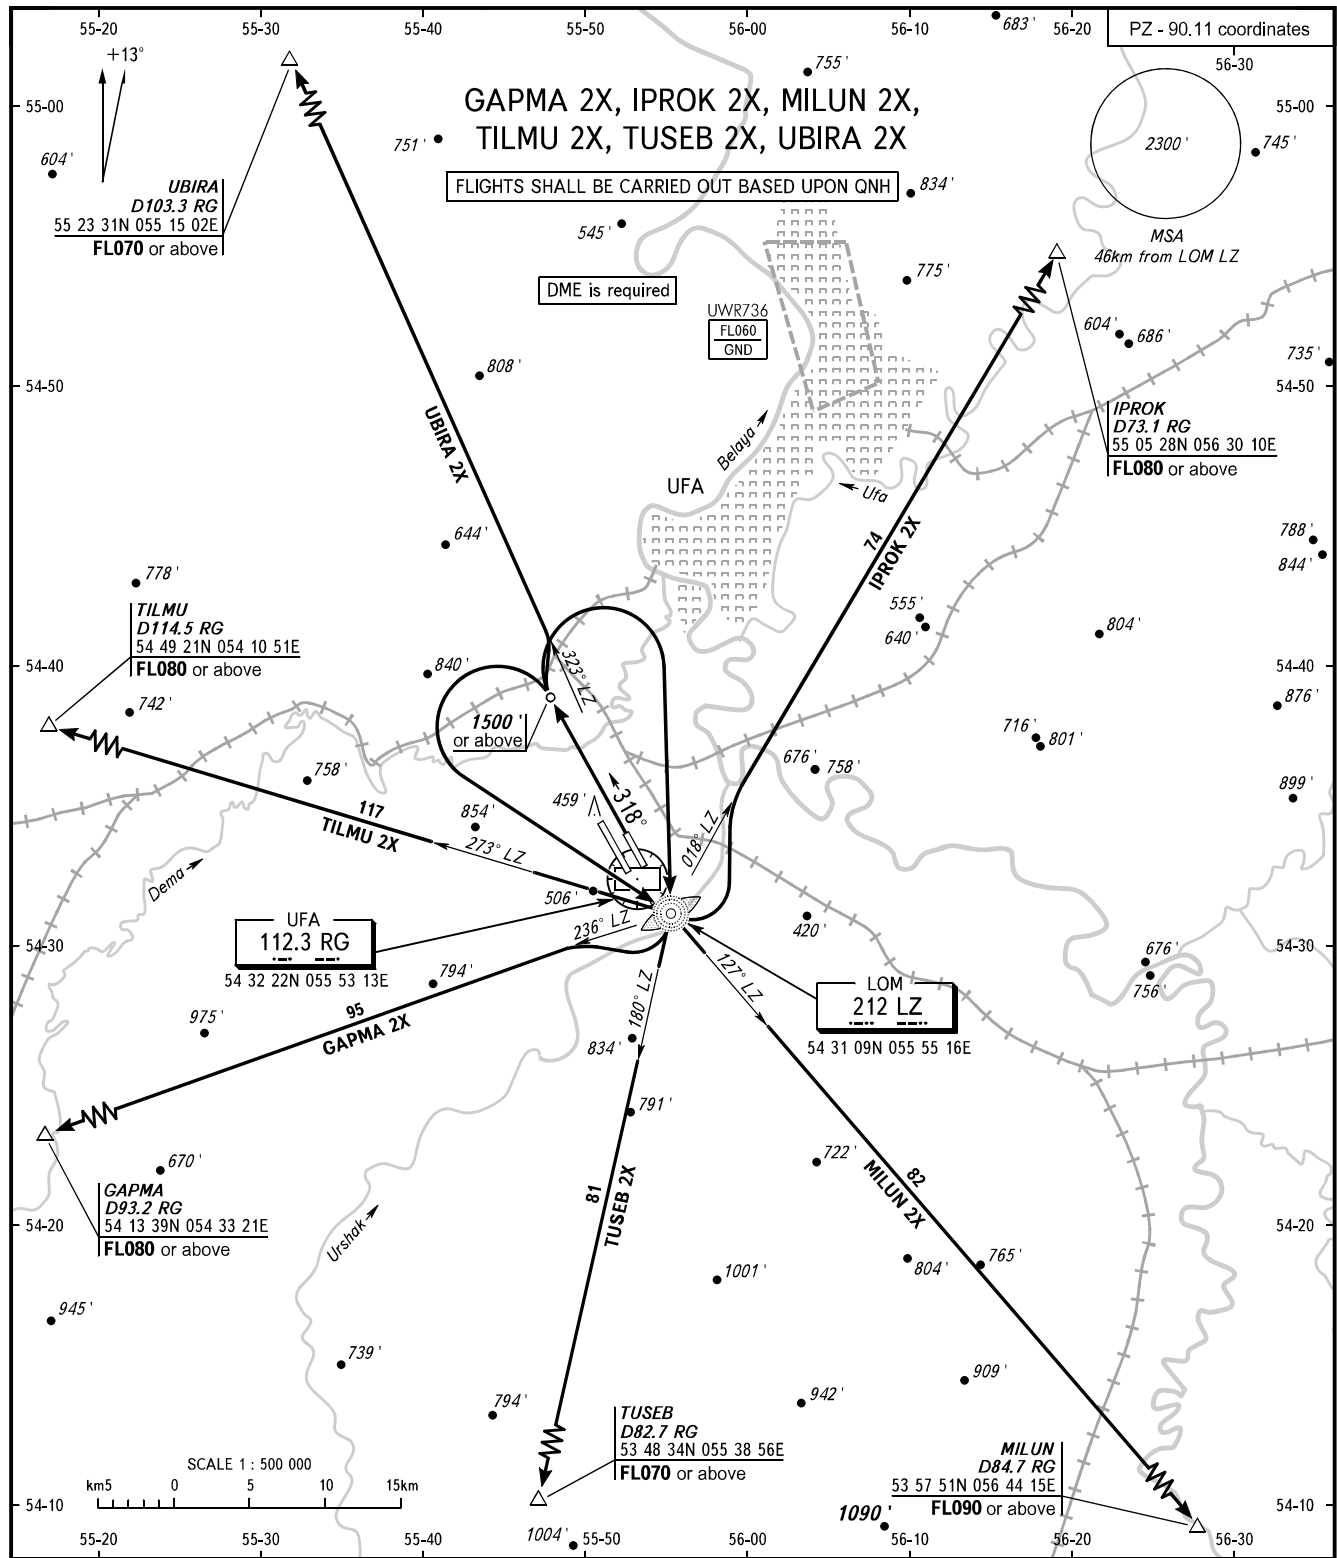 55-20
55-30
55-40
55-50
56-00
56-10
683'
56-20
PZ - 90.11 coordinates
56-30
+13°
755'
55-00
55-00
GAPMA 2X, IPROK 2X, MILUN 2X,
TILMU 2X, TUSEB 2X, UBIRA 2X
2300'
745'
751'
604'
FLIGHTS SHALL BE CARRIED OUT BASED UPON QNH
834'
UBIRA
D103.3 RG
55 23 31N 055 15 02E
FL070 or above
545'
MSA
46km from LOM LZ
775'
DME is required
UWR736
FL060
GND
604'
686'
735'
808'
54-50
54-50
UBIRA 2X
Belaya
IPROK
D73.1 RG
55 05 28N 056 30 10E
FL080 or above
UFA
Ufa
644'
74
IPROK 2X
788'
844'
778'
TILMU
D114.5 RG
54 49 21N 054 10 51E
FL080 or above
555'
640'
804'
54-40
840'
323° LZ
54-40
742'
1500'
or above
876'
716'
801'
758'
676'
758'
899'
117
TILMU 2X
854'
459'
318°
018° LZ
273° LZ
Dema
506'
UFA
112.3 RG
54 32 22N 055 53 13E
236° LZ
420'
54-30
54-30
127° LZ
676'
756'
794'
LOM
212 LZ
54 31 09N 055 55 16E
180° LZ
975'
95
GAPMA 2X
834'
791'
670'
722'
82
MILUN 2X
GAPMA
D93.2 RG
54 13 39N 054 33 21E
FL080 or above
81
TUSEB 2X
Urshak
54-20
54-20
1001'
804'
765'
945'
739'
909'
794'
942'
TUSEB
D82.7 RG
53 48 34N 055 38 56E
FL070 or above
MILUN
D84.7 RG
53 57 51N 056 44 15E
FL090 or above
SCALE 1 : 500 000
km5 0 5 10 15km
54-10
54-10
1090'
1004'
55-20
55-30
55-40
55-50
56-00
56-10
56-20
56-30